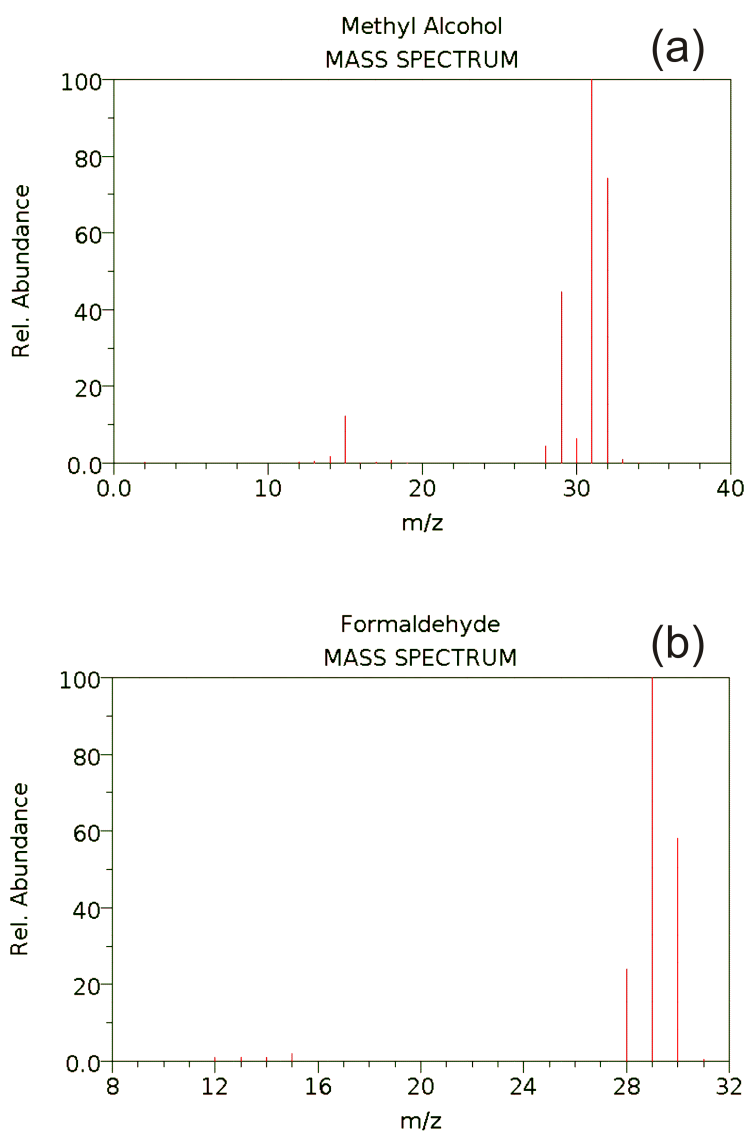 Methyl Alcohol
MASS SPECTRUM
(a)
100
80
60
40
20
0.0
Rel. Abundance
0.0 10 20 30 40
m/z
Formaldehyde
MASS SPECTRUM
(b)
100
80
60
40
20
0.0
Rel. Abundance
8 12 16 20 24 28 32
m/z